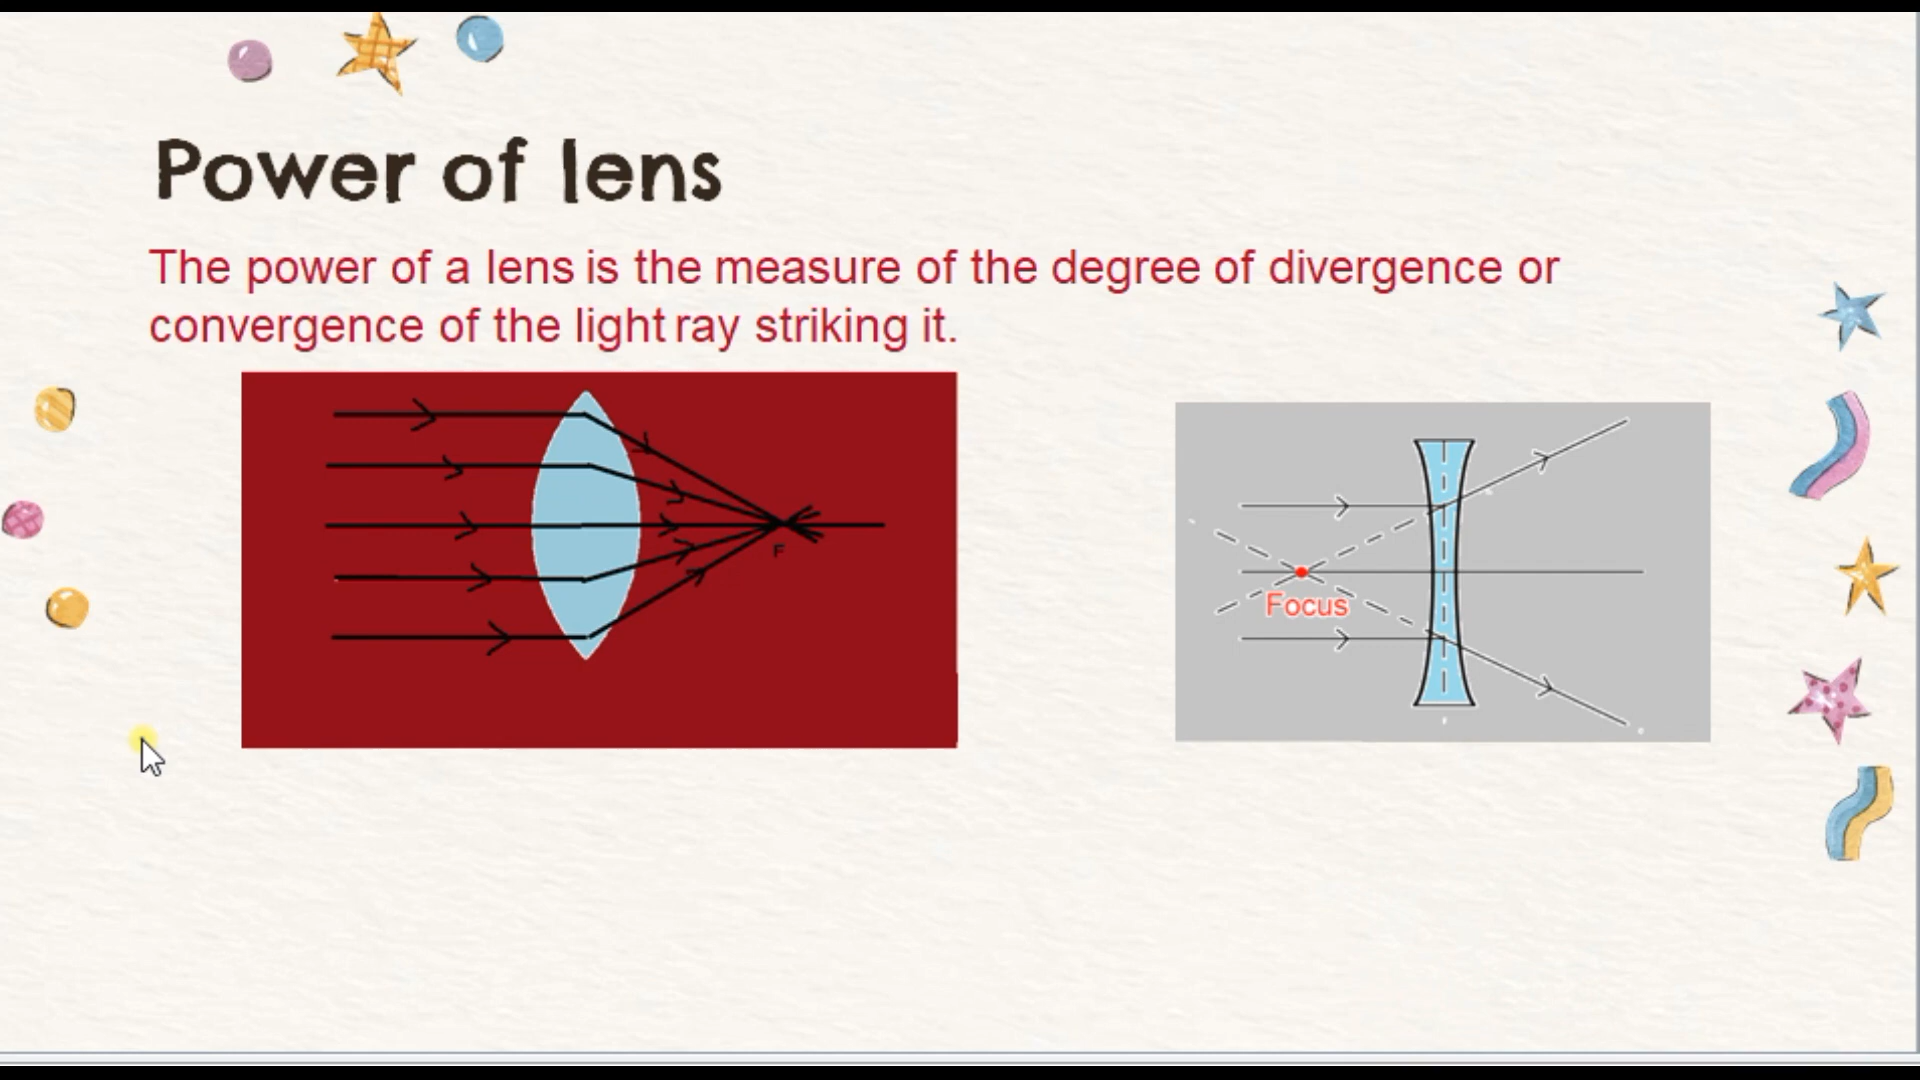 Power of lens
The power of a lens is the measure of the degree of divergence or
convergence of the light ray striking it.
F
Focus